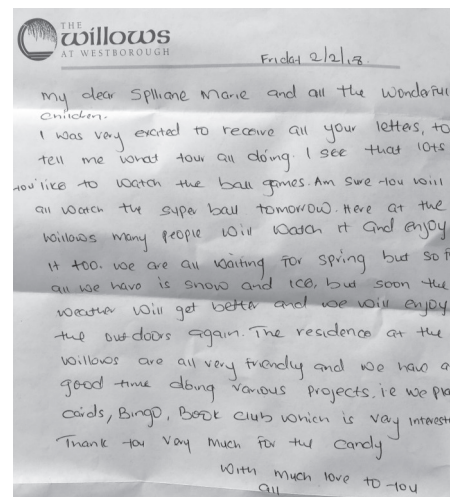 THE
willows
AT WESTBOROUGH
Friday 2/2/18.
My dear Sylliane Marie and all the Wonderful
children.
I was very excited to receive all your letters, to
tell me what your all doing. I see that lots
you like to watch the ball games. Am sure you will
all watch the super ball tomorrow. Here at the
Willows many people will watch it and enjoy
it too. We are all waiting for spring but so f
all we have is snow and ice, but soon the
weather will get better and we will enjoy
the out doors again. The residence at the
Willows are all very friendly and we have a
good time doing various projects. ie we pla
cards, Bingo, Book club which is very interest
Thank you very much for the candy
With much love to you
all